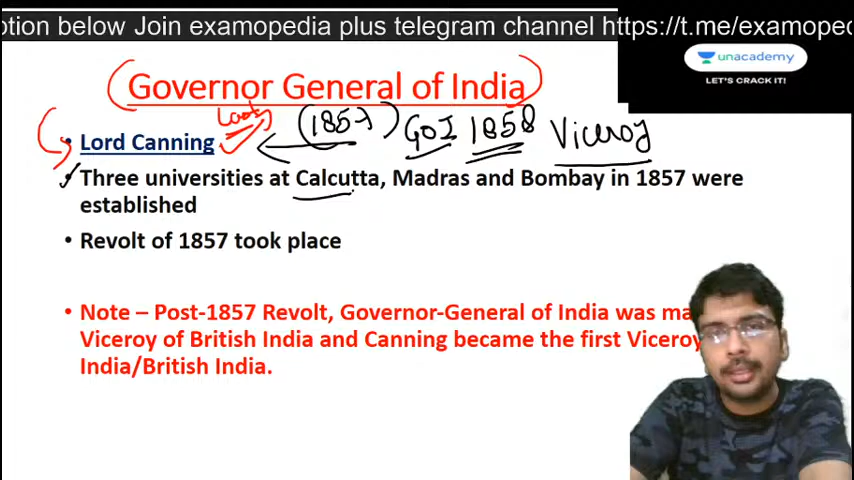 ption below Join examopedia plus telegram channel https://t.me/examope
unacademy
LET'S CRACK IT!
Governor General of India
Last
(1857) GOI 1858 Viceroy
• Lord Canning
• Three universities at Calcutta, Madras and Bombay in 1857 were
established
• Revolt of 1857 took place
• Note – Post-1857 Revolt, Governor-General of India was ma
Viceroy of British India and Canning became the first Viceroy
India/British India.